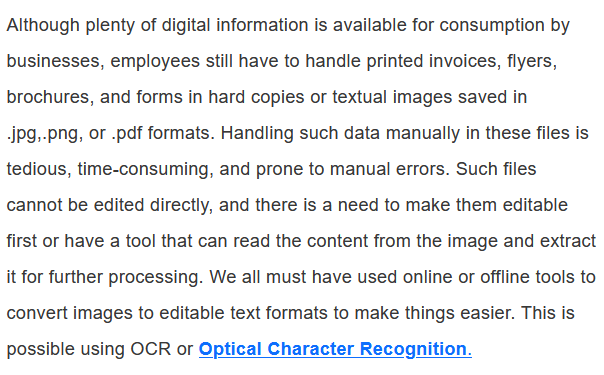 Although plenty of digital information is available for consumption by
businesses, employees still have to handle printed invoices, flyers,
brochures, and forms in hard copies or textual images saved in
.jpg,.png, or .pdf formats. Handling such data manually in these files is
tedious, time-consuming, and prone to manual errors. Such files
cannot be edited directly, and there is a need to make them editable
first or have a tool that can read the content from the image and extract
it for further processing. We all must have used online or offline tools to
convert images to editable text formats to make things easier. This is
possible using OCR or Optical Character Recognition.